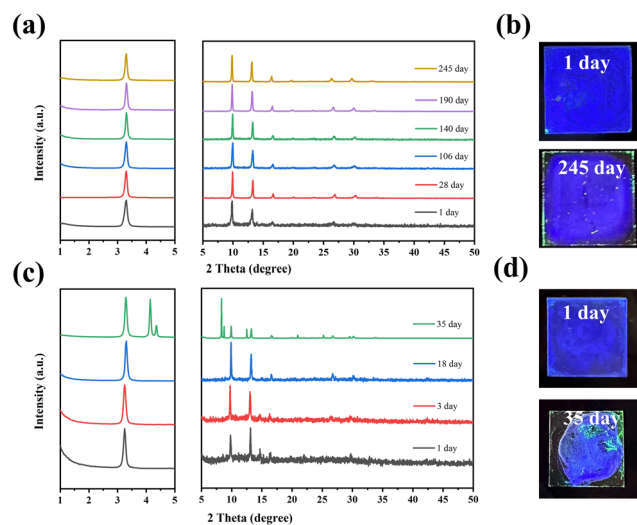 (a)
Intensity (a.u.)
245 day
190 day
140 day
106 day
28 day
1 day
1 2 3 4 5
5 10 15 20 25 30 35 40 45 50
2 Theta (degree)
(b)
1 day
245 day
(c)
Intensity (a.u.)
35 day
18 day
3 day
1 day
1 2 3 4 5
5 10 15 20 25 30 35 40 45 50
2 Theta (degree)
(d)
1 day
35 day